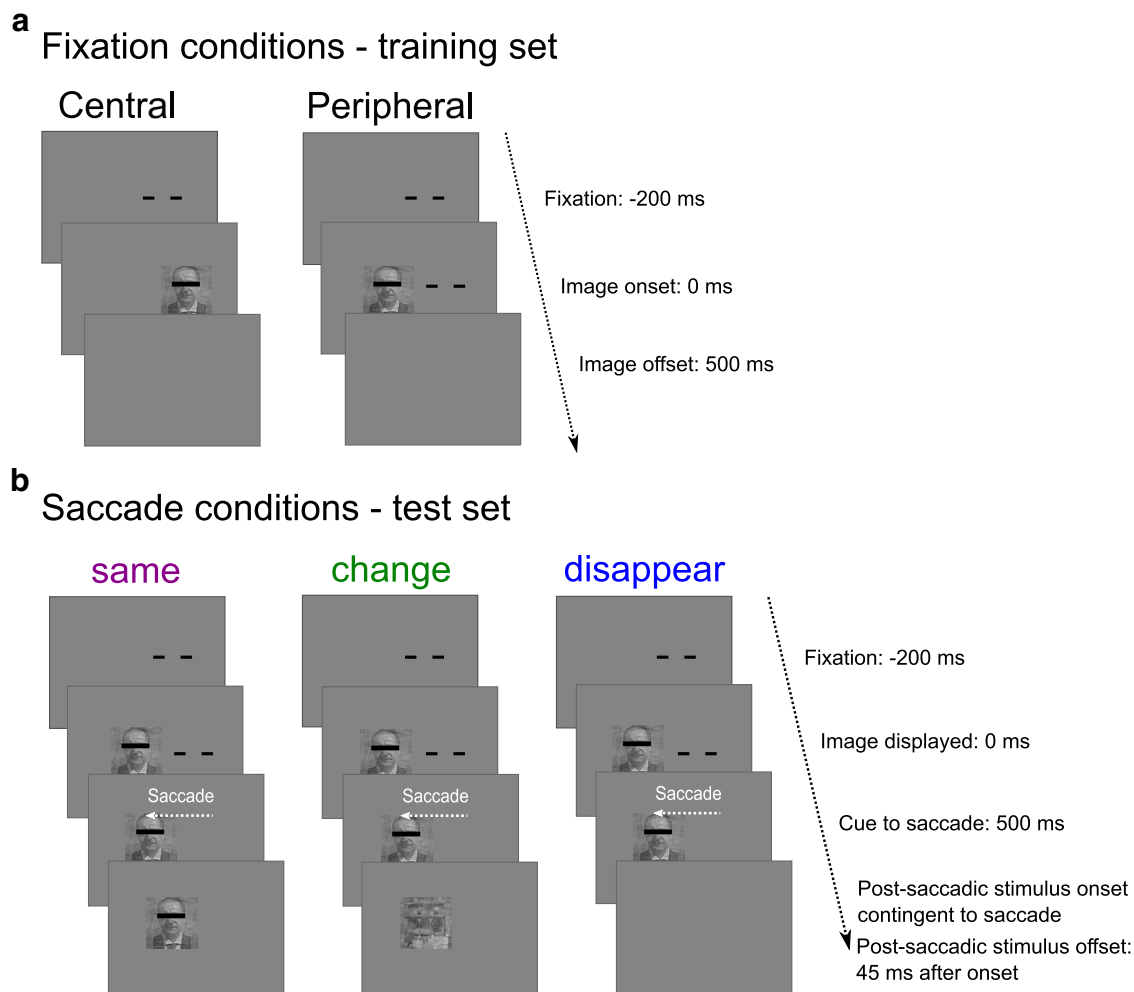 a
Fixation conditions - training set
Central
Peripheral
Fixation: -200 ms
Image onset: 0 ms
Image offset: 500 ms
b
Saccade conditions - test set
same
change
disappear
Fixation: -200 ms
Image displayed: 0 ms
Saccade
Saccade
Saccade
Cue to saccade: 500 ms
Post-saccadic stimulus onset
contingent to saccade
Post-saccadic stimulus offset:
45 ms after onset